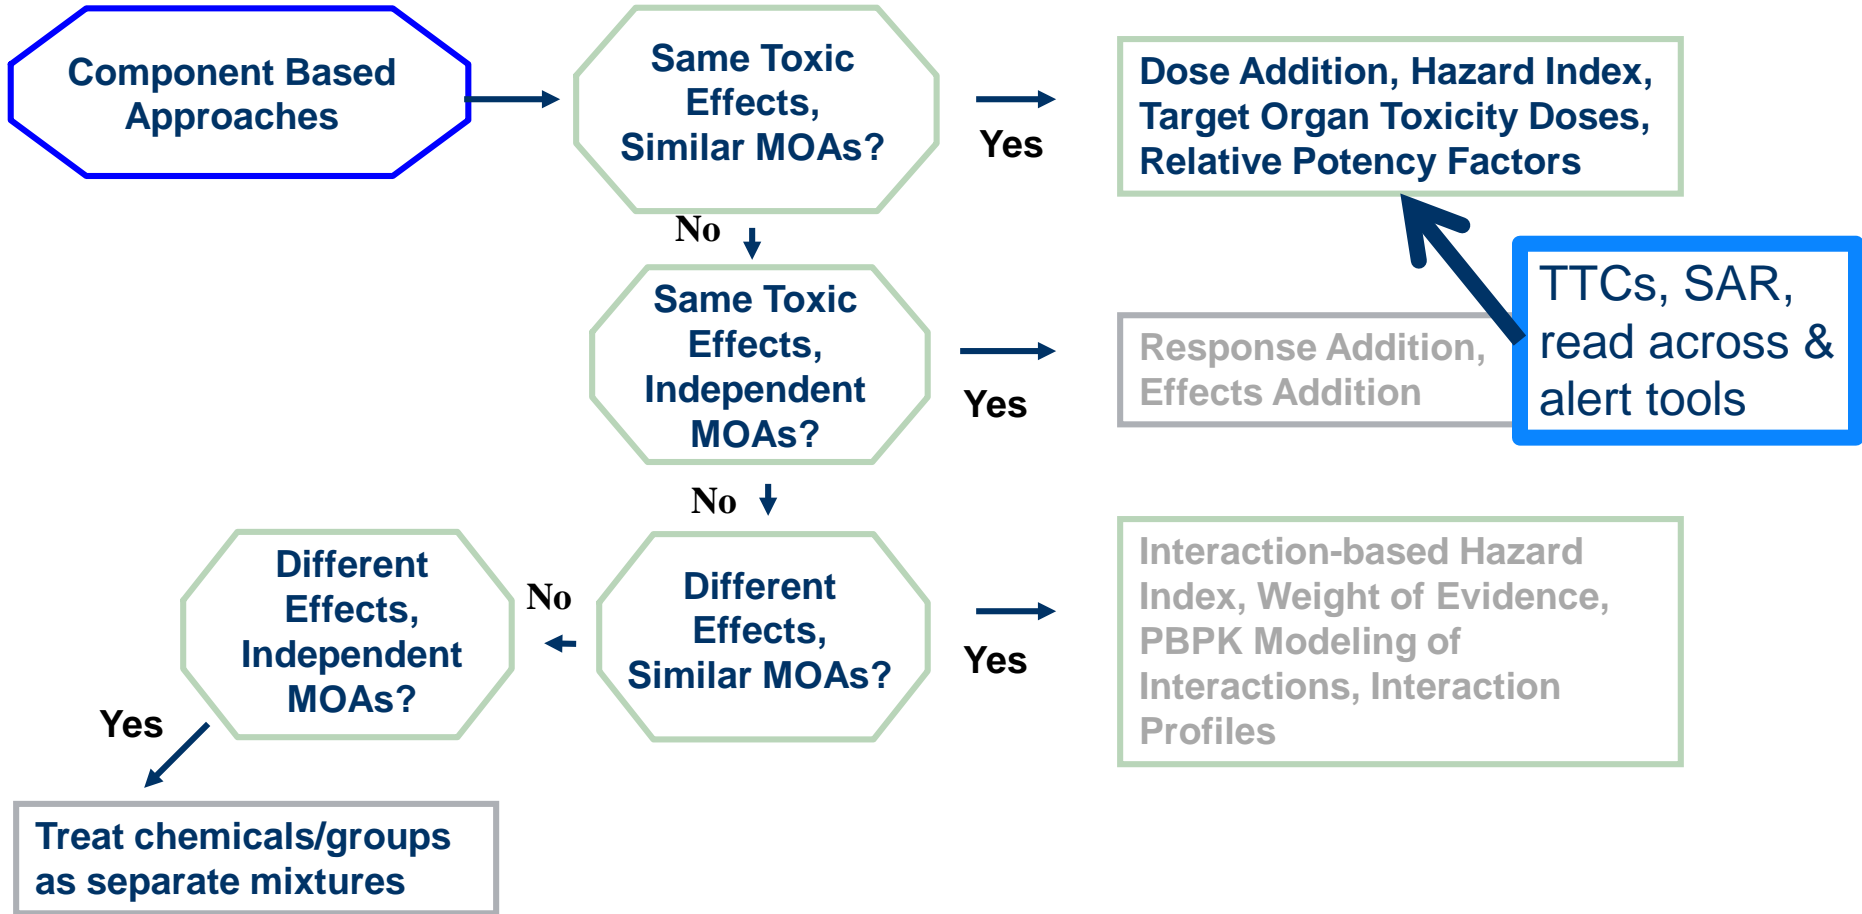 Component Based
Approaches
Same Toxic
Effects,
Similar MOAs?
Yes
Dose Addition, Hazard Index,
Target Organ Toxicity Doses,
Relative Potency Factors
No
TTCs, SAR,
read across &
alert tools
Same Toxic
Effects,
Independent
MOAs?
Yes
Response Addition,
Effects Addition
No
Different
Effects,
Similar MOAs?
Yes
Interaction-based Hazard
Index, Weight of Evidence,
PBPK Modeling of
Interactions, Interaction
Profiles
No
Different
Effects,
Independent
MOAs?
Yes
Treat chemicals/groups
as separate mixtures